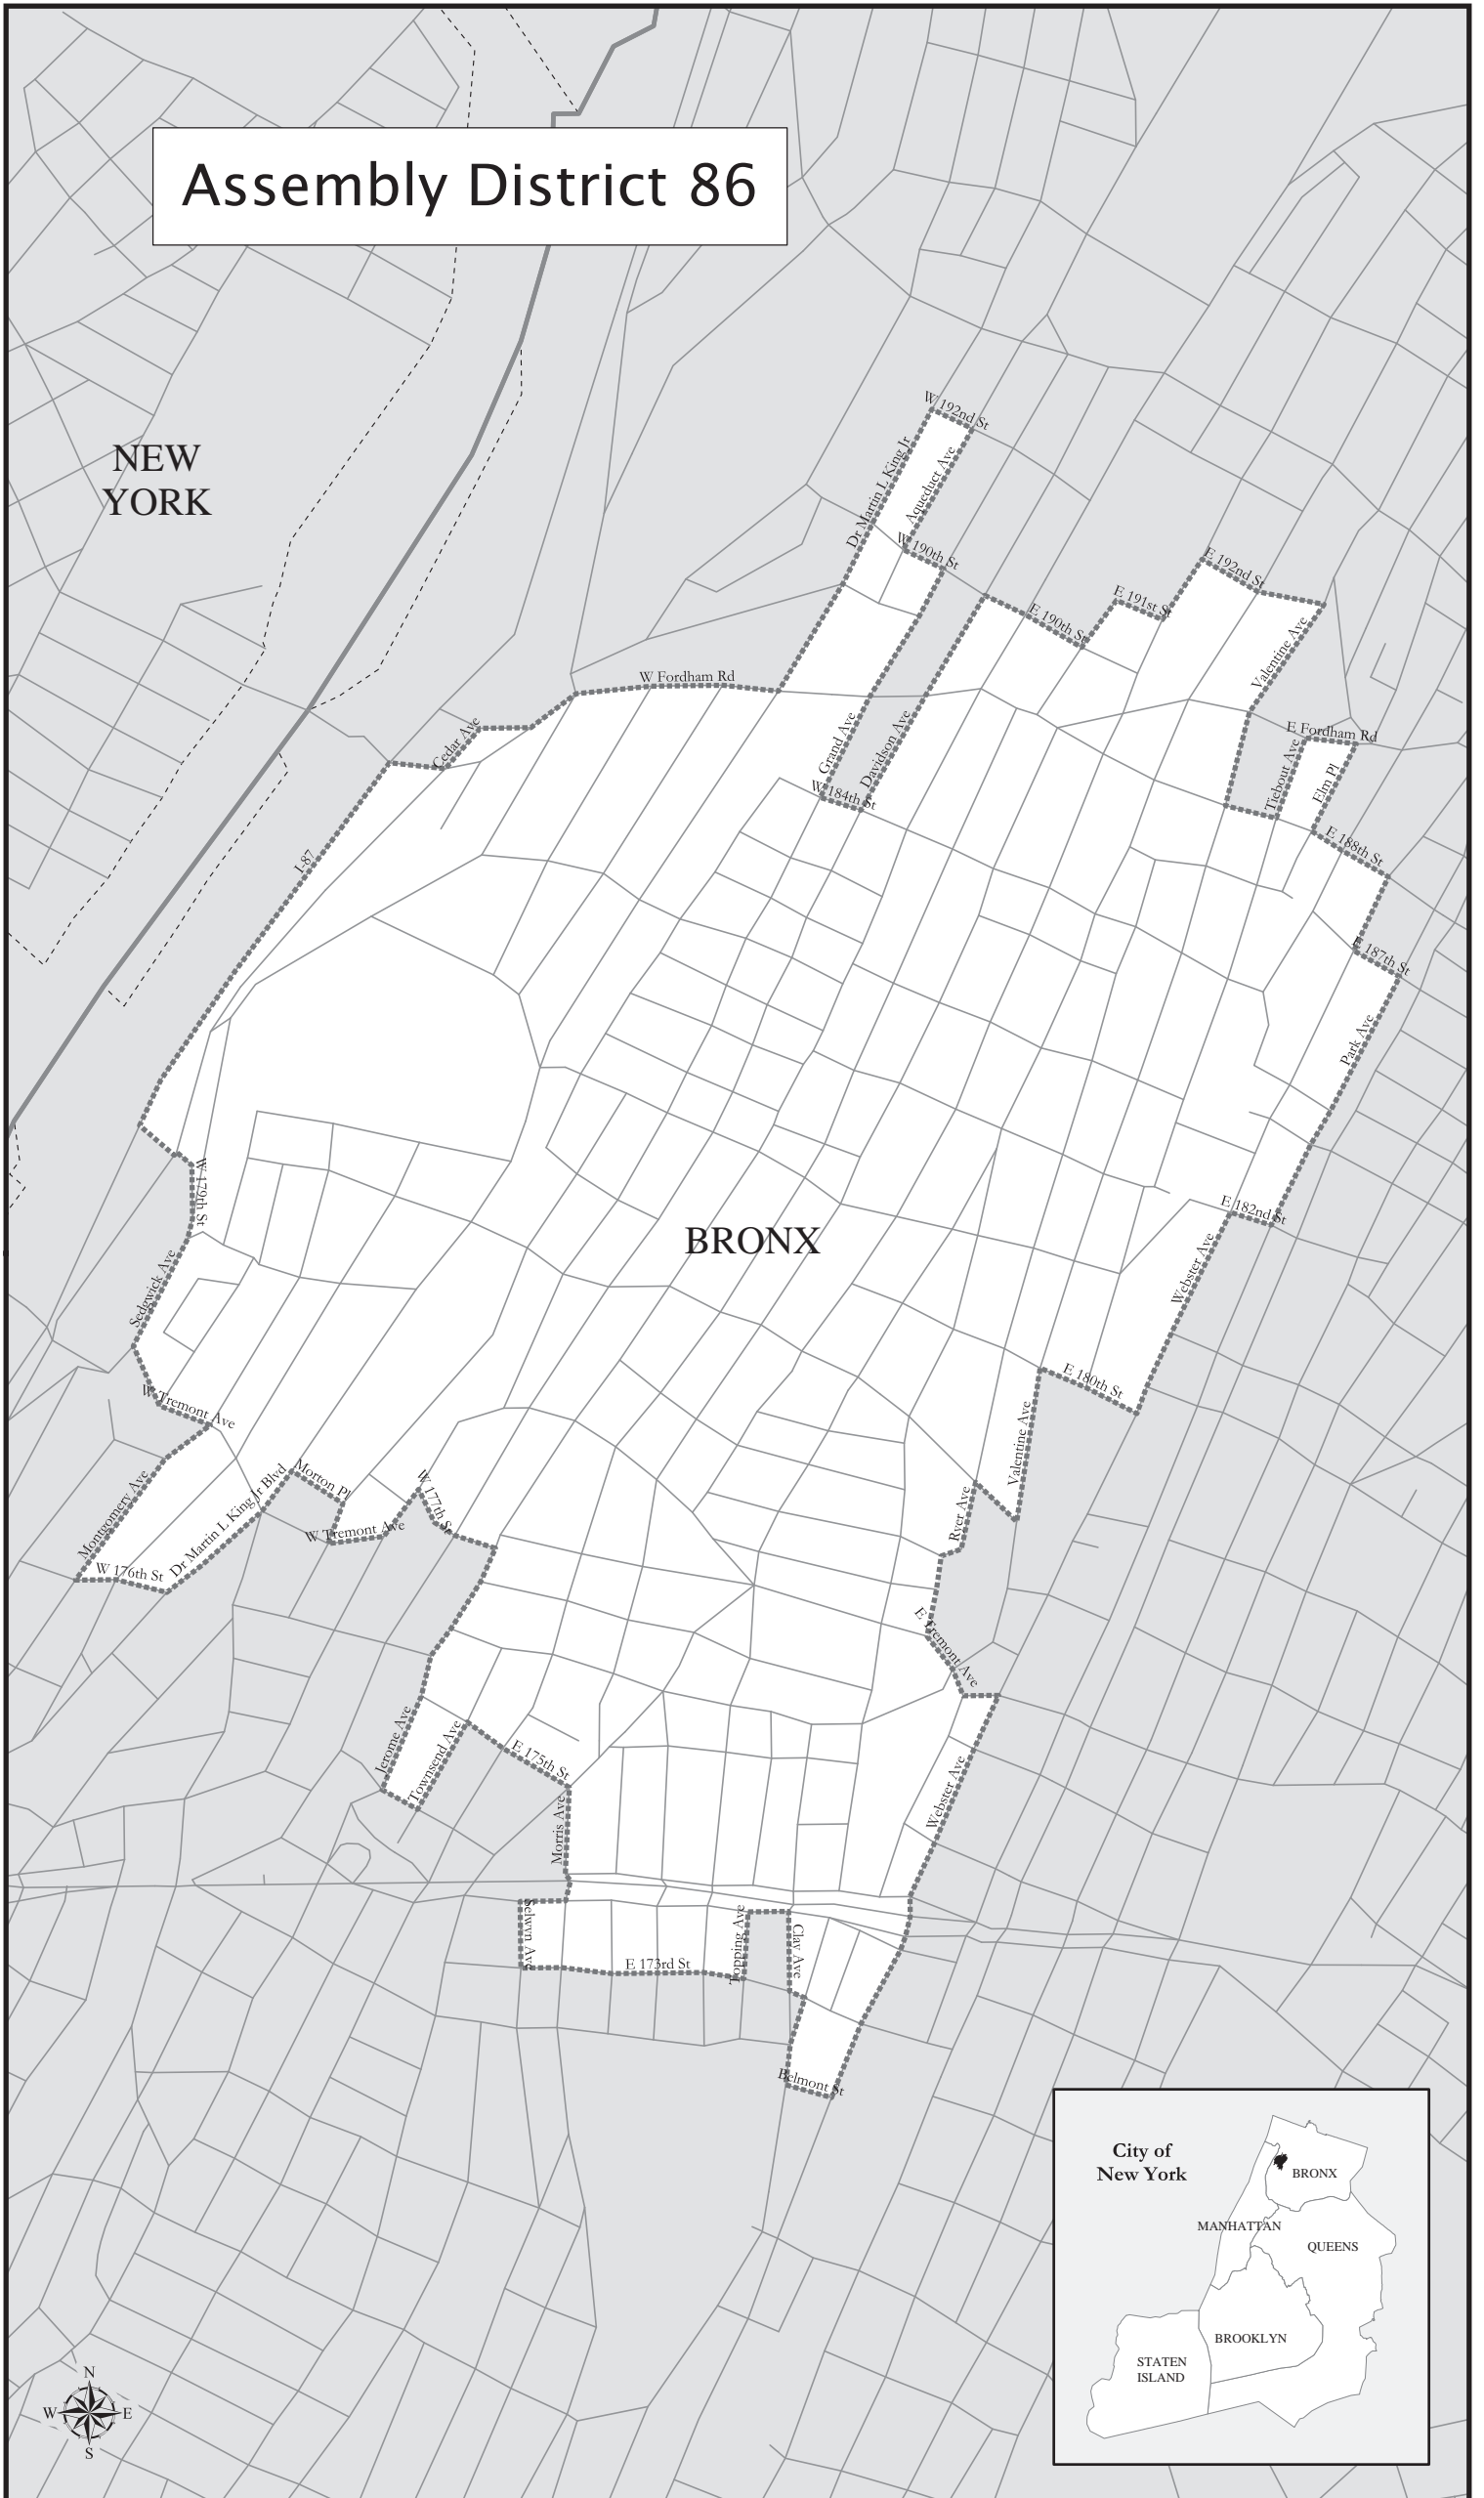 Assembly District 86
NEW
YORK
W 192nd St
Dr Martin L King Jr
Aqueduct Ave
W 190th St
E 192nd St
E 191st St
E 190th St
Valentine Ave
W Fordham Rd
Cedar Ave
Grand Ave
Davidson Ave
W 184th St
E Fordham Rd
Tiebout Ave
Elm Pl
E 188th St
I-87
E 187th St
Park Ave
W 179th St
E 182nd St
BRONX
Sedgwick Ave
Webster Ave
W Tremont Ave
E 180th St
Valentine Ave
Montgomery Ave
Dr Martin L King Jr Blvd
Morton Pl
W 177th St
W Tremont Ave
Ryer Ave
W 176th St
E Tremont Ave
Jerome Ave
Townsend Ave
E 175th St
Webster Ave
Morris Ave
Selwyn Ave
Topping Ave
Clay Ave
E 173rd St
Belmont St
City of
New York
BRONX
MANHATTAN
QUEENS
BROOKLYN
STATEN
ISLAND
N
W E
S